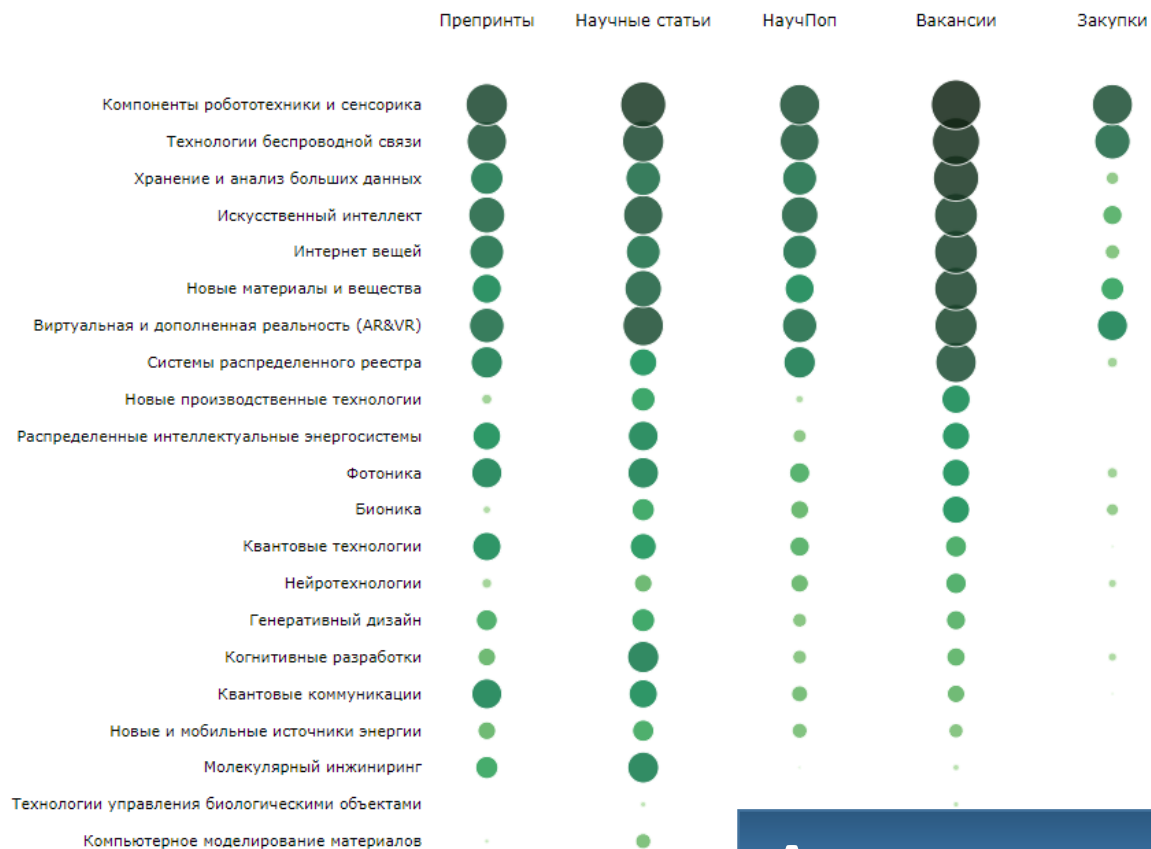 Препринты Научные статьи НаучПоп Вакансии Закупки
Компоненты робототехники и сенсорика
Технологии беспроводной связи
Хранение и анализ больших данных
Искусственный интеллект
Интернет вещей
Новые материалы и вещества
Виртуальная и дополненная реальность (AR&VR)
Системы распределенного реестра
Новые производственные технологии
Распределенные интеллектуальные энергосистемы
Фотоника
Бионика
Квантовые технологии
Нейротехнологии
Генеративный дизайн
Когнитивные разработки
Квантовые коммуникации
Новые и мобильные источники энергии
Молекулярный инжиниринг
Технологии управления биологическими объектами
Компьютерное моделирование материалов